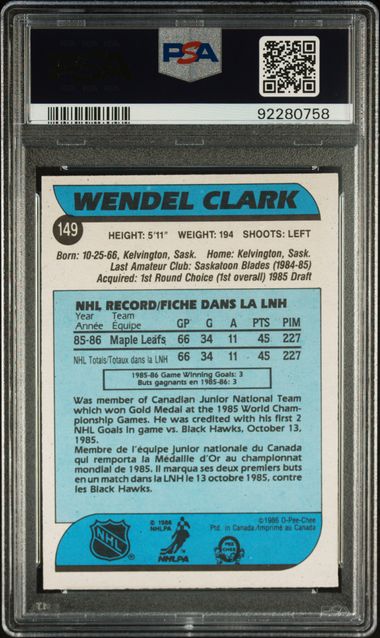 PSA
92280758
WENDEL CLARK
149
HEIGHT: 5'11" WEIGHT: 194 SHOOTS: LEFT
Born: 10-25-66, Kelvington, Sask. Home: Kelvington, Sask.
Last Amateur Club: Saskatoon Blades (1984-85)
Acquired: 1st Round Choice (1st overall) 1985 Draft
NHL RECORD/FICHE DANS LA LNH
Year Team
Année Équipe GP G A PTS PIM
85-86 Maple Leafs 66 34 11 45 227
NHL Totals/Totaux dans la LNH 66 34 11 45 227
1985-86 Game Winning Goals: 3
Buts gagnants en 1985-86: 3
Was member of Canadian Junior National Team
which won Gold Medal at the 1985 World Cham-
pionship Games. He was credited with his first 2
NHL Goals in game vs. Black Hawks, October 13,
1985.
Membre de l'équipe junior nationale du Canada
qui remporta la Médaille d'Or au championnat
mondial de 1985. Il marqua ses deux premiers buts
en un match dans la LNH le 13 octobre 1985, contre
les Black Hawks.
NHL
© 1986
NHLPA
NHLPA
O-PEE-CHEE
©1986 O-Pee-Chee
Ptd. in Canada/Imprimé au Canada